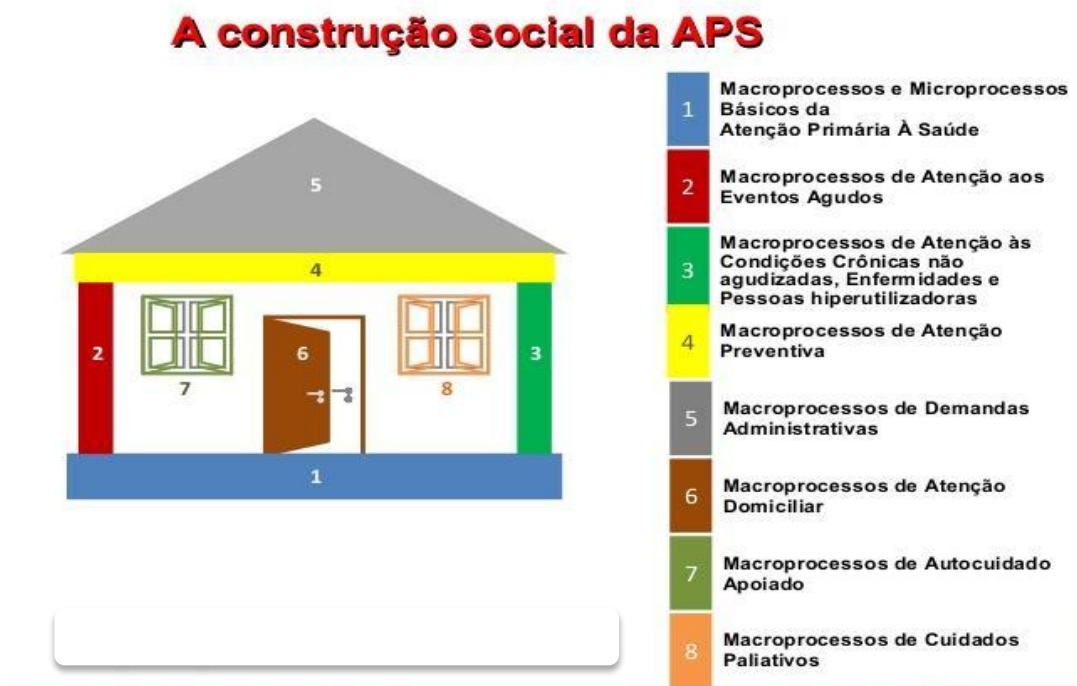 A construção social da APS
1
Macroprocessos e Microprocessos
Básicos da
Atenção Primária À Saúde
2
Macroprocessos de Atenção aos
Eventos Agudos
3
Macroprocessos de Atenção às
Condições Crônicas não
agudizadas, Enfermidades e
Pessoas hiperutilizadoras
4
Macroprocessos de Atenção
Preventiva
5
Macroprocessos de Demandas
Administrativas
6
Macroprocessos de Atenção
Domiciliar
7
Macroprocessos de Autocuidado
Apoiado
8
Macroprocessos de Cuidados
Paliativos
5
4
2
6
3
7
8
1